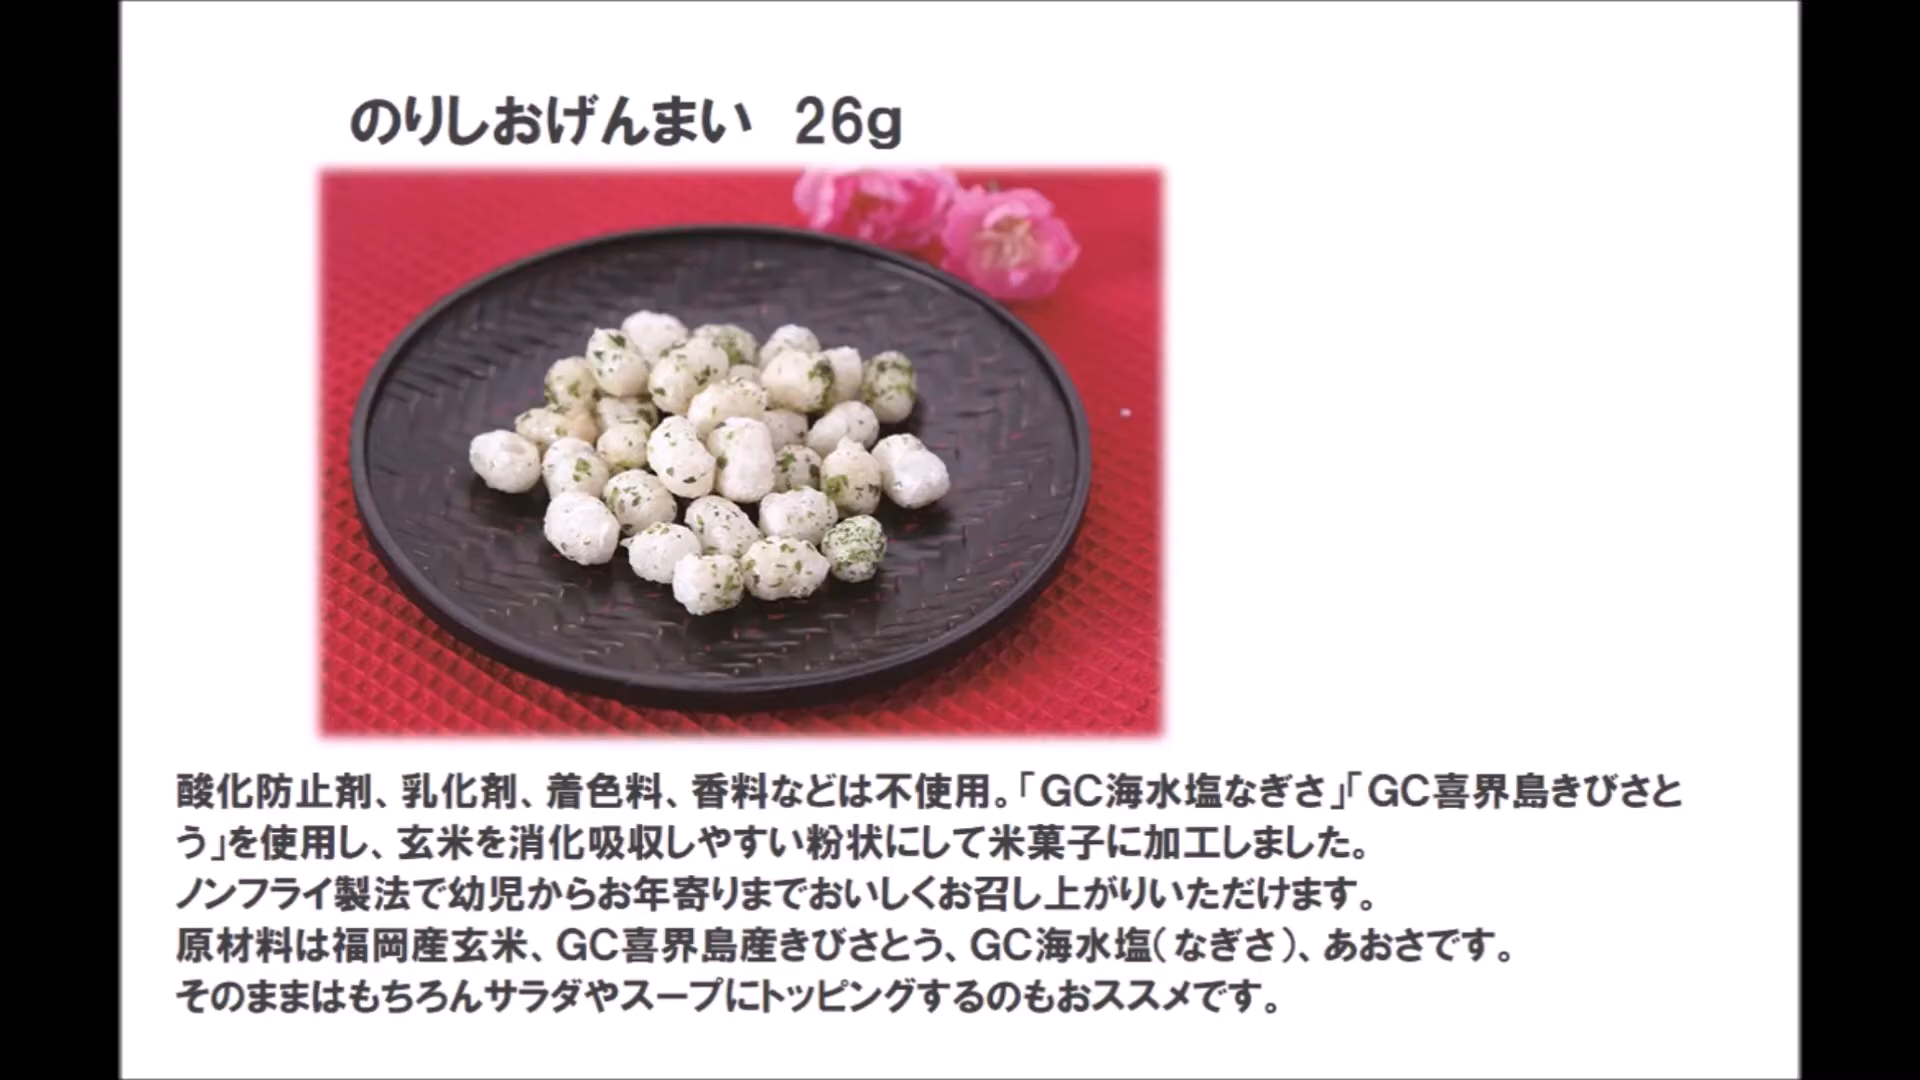 のりしおげんまい　26g
酸化防止剤、乳化剤、着色料、香料などは不使用。「GC海水塩なぎさ」「GC喜界島きびさと
う」を使用し、玄米を消化吸収しやすい粉状にして米菓子に加工しました。
ノンフライ製法で幼児からお年寄りまでおいしくお召し上がりいただけます。
原材料は福岡産玄米、GC喜界島産きびさとう、GC海水塩（なぎさ）、あおさです。
そのままはもちろんサラダやスープにトッピングするのもおススメです。